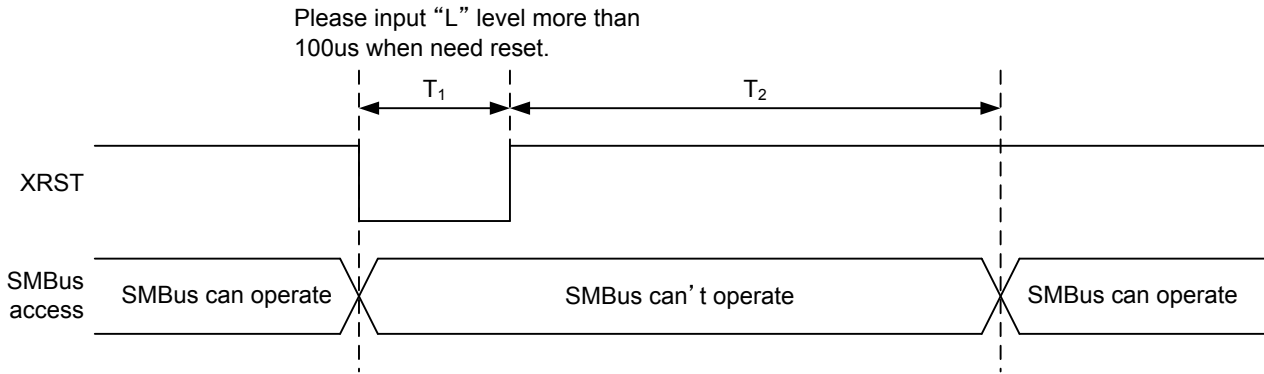 Please input “L” level more than
100us when need reset.
T₁
T₂
XRST
SMBus
access
SMBus can operate
SMBus can’t operate
SMBus can operate